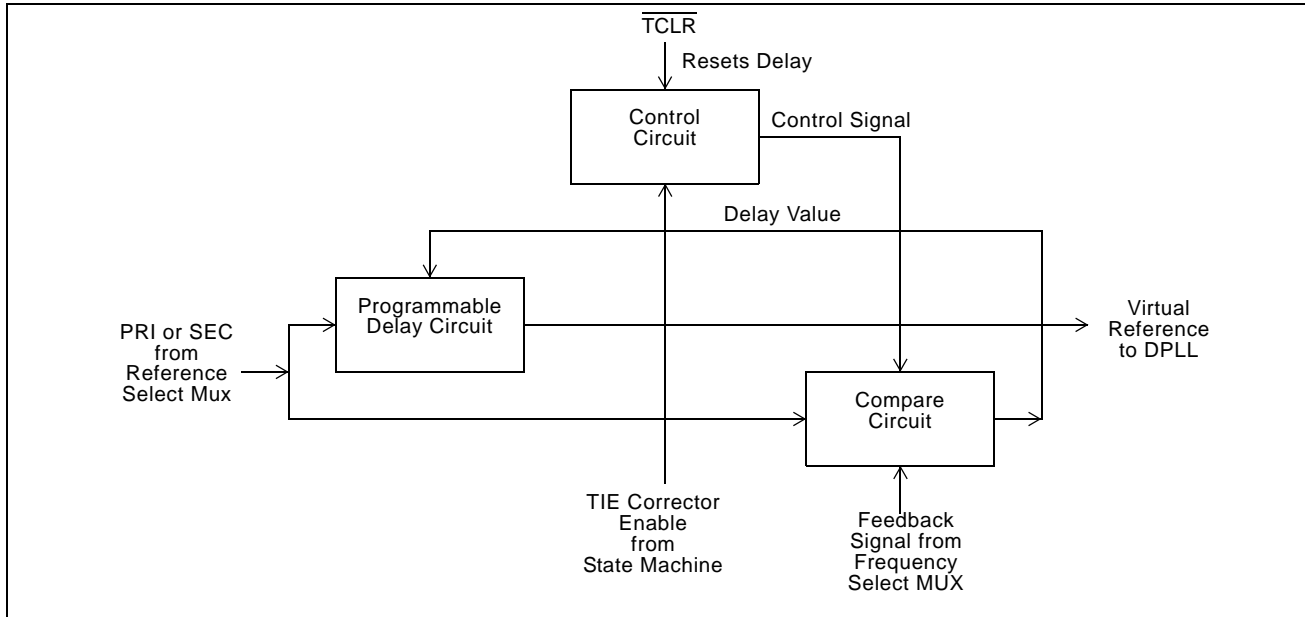 TCLR
Resets Delay
Control
Circuit
Control Signal
Delay Value
Programmable
Delay Circuit
PRI or SEC
from
Reference
Select Mux
Virtual
Reference
to DPLL
Compare
Circuit
TIE Corrector
Enable
from
State Machine
Feedback
Signal from
Frequency
Select MUX